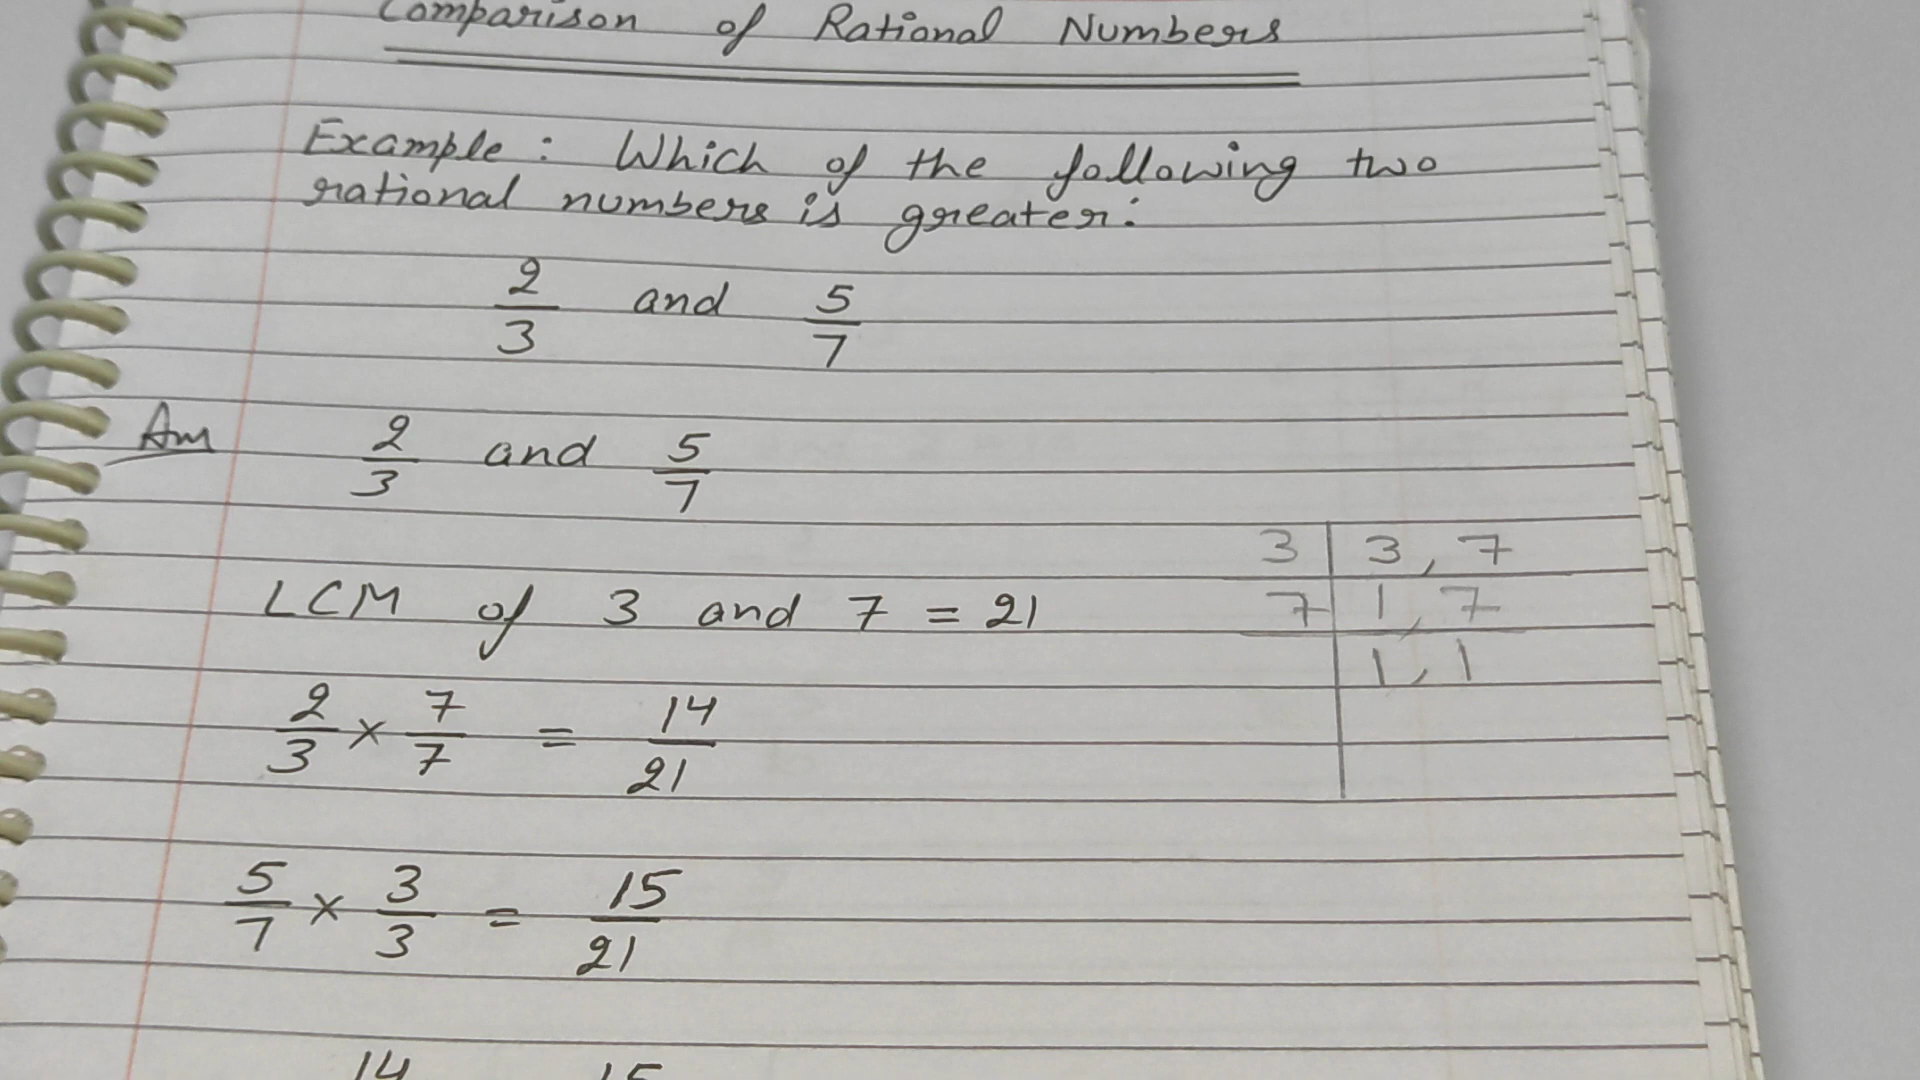 Comparison of Rational Numbers
Example : Which of the following two
rational numbers is greater:
2/3 and 5/7
Ans 2/3 and 5/7
3 | 3, 7
LCM of 3 and 7 = 21
7 | 1, 7
1, 1
2/3 × 7/7 = 14/21
5/7 × 3/3 = 15/21
14 15